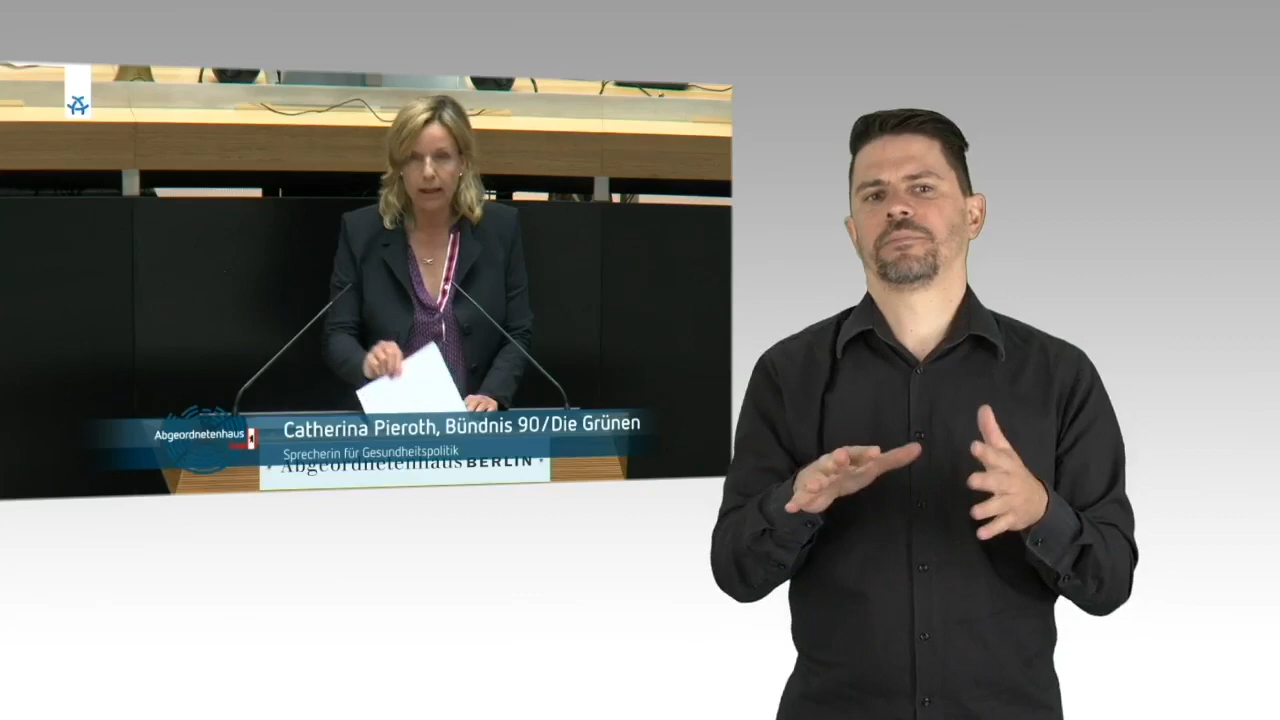 Abgeordnetenhaus
Catherina Pieroth, Bündnis 90/Die Grünen
Sprecherin für Gesundheitspolitik
Abgeordnetenhaus BERLIN